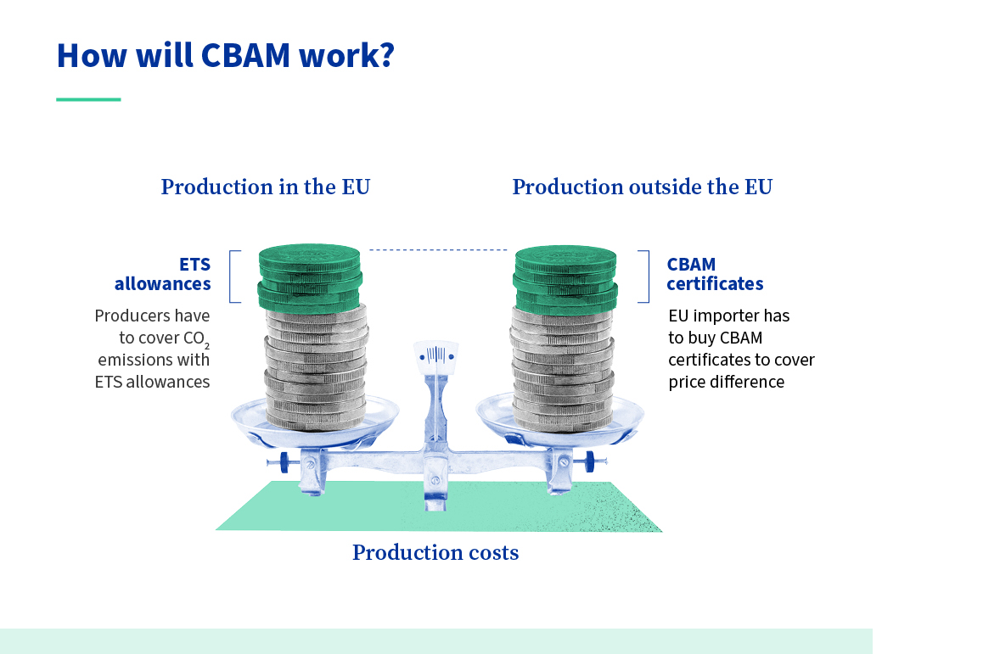 How will CBAM work?
Production in the EU
Production outside the EU
ETS
allowances
Producers have
to cover CO₂
emissions with
ETS allowances
CBAM
certificates
EU importer has
to buy CBAM
certificates to cover
price difference
Production costs